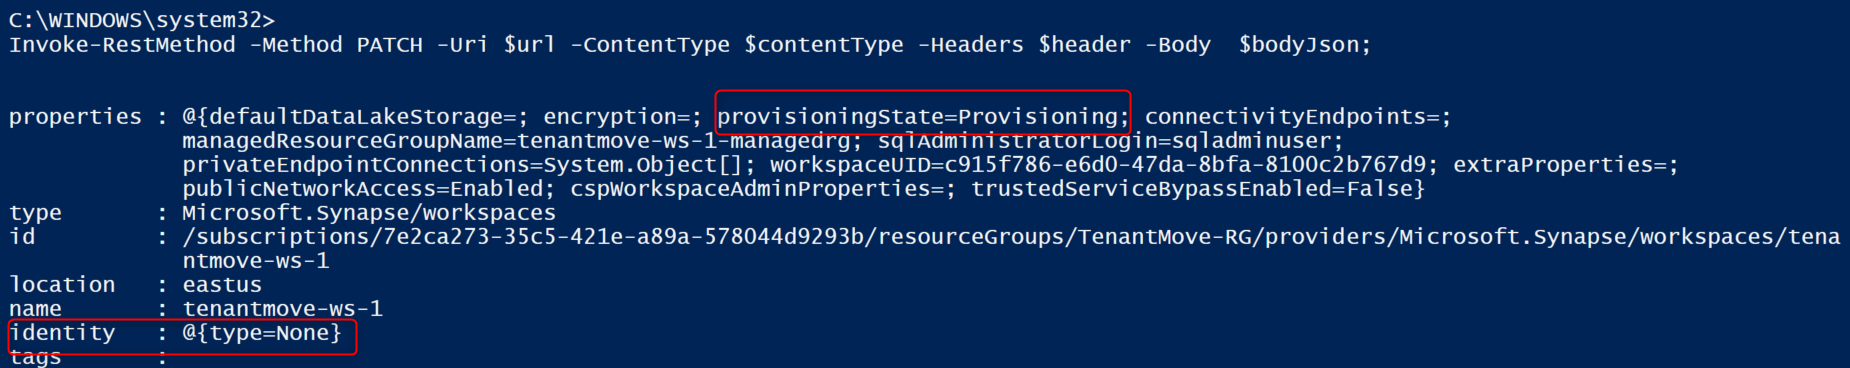 C:\WINDOWS\system32>
Invoke-RestMethod -Method PATCH -Uri $url -ContentType $contentType -Headers $header -Body  $bodyJson;
properties : @{defaultDataLakeStorage=; encryption=; provisioningState=Provisioning; connectivityEndpoints=;
managedResourceGroupName=tenantmove-ws-1-managedrg; sqlAdministratorLogin=sqladminuser;
privateEndpointConnections=System.Object[]; workspaceUID=c915f786-e6d0-47da-8bfa-8100c2b767d9; extraProperties=;
publicNetworkAccess=Enabled; cspWorkspaceAdminProperties=; trustedServiceBypassEnabled=False}
type       : Microsoft.Synapse/workspaces
id         : /subscriptions/7e2ca273-35c5-421e-a89a-578044d9293b/resourceGroups/TenantMove-RG/providers/Microsoft.Synapse/workspaces/tena
ntmove-ws-1
location   : eastus
name       : tenantmove-ws-1
identity   : @{type=None}
tags       :